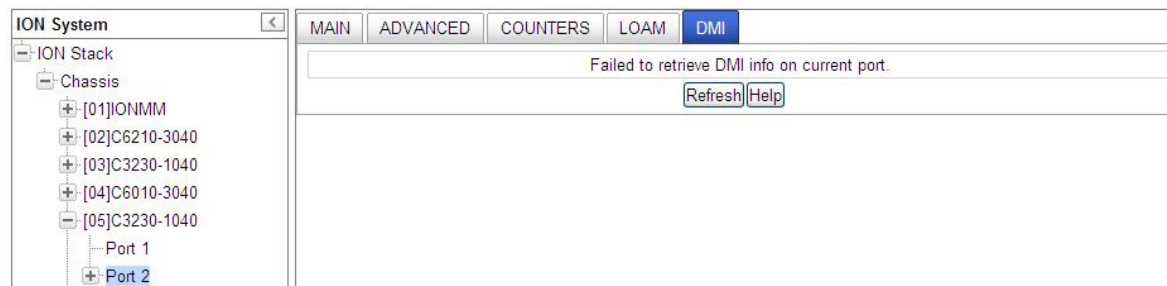 ION System
ION Stack
Chassis
[01]IONMM
[02]C6210-3040
[03]C3230-1040
[04]C6010-3040
[05]C3230-1040
Port 1
Port 2
MAIN ADVANCED COUNTERS LOAM DMI
Failed to retrieve DMI info on current port.
Refresh Help